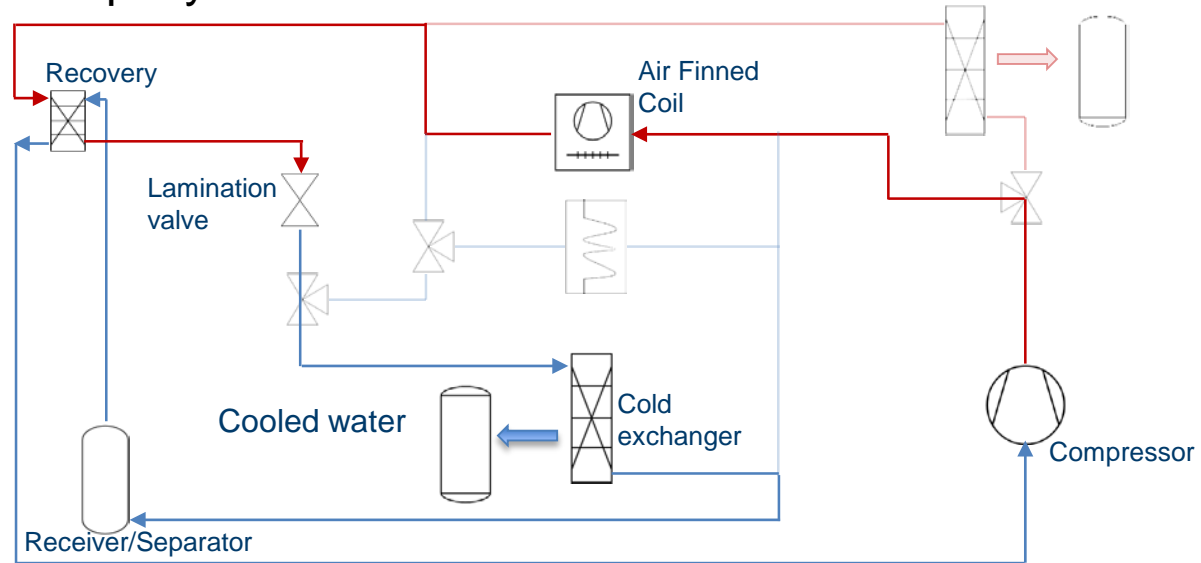 Recovery
Air Finned
Coil
Lamination
valve
Cooled water
Cold
exchanger
Compressor
Receiver/Separator